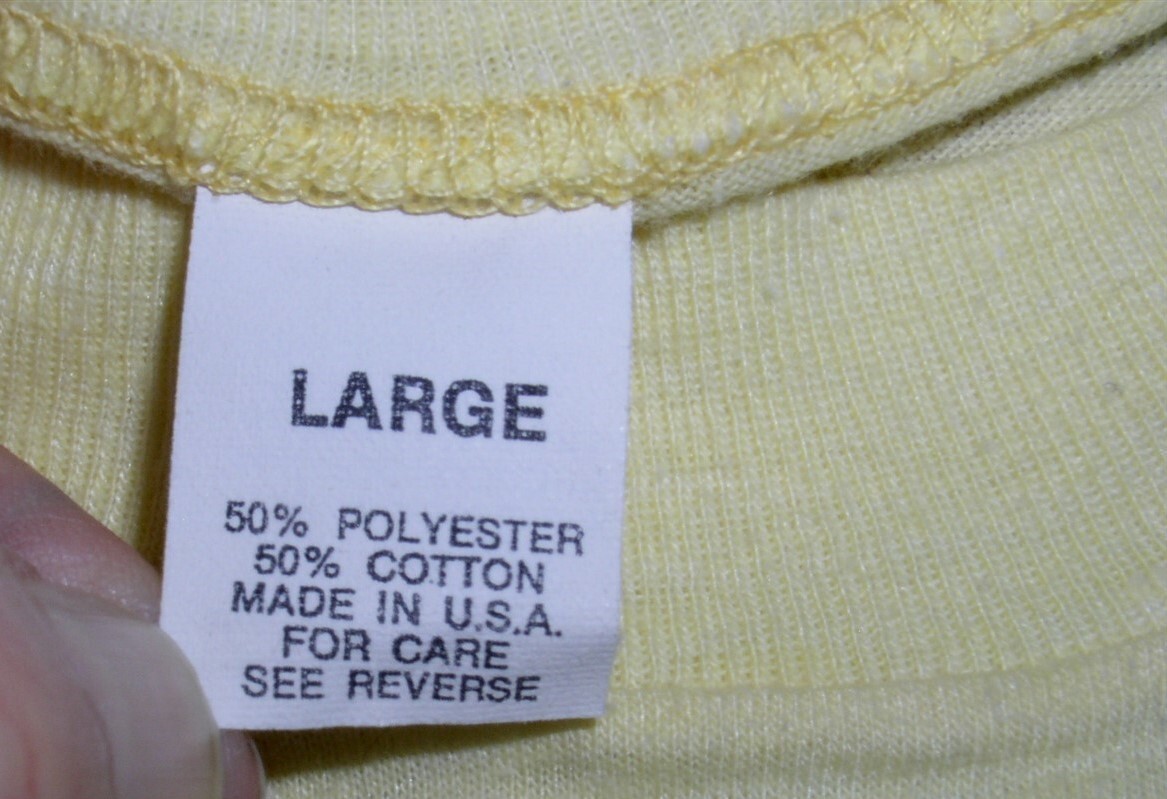 LARGE
50% POLYESTER
50% COTTON
MADE IN U.S.A.
FOR CARE
SEE REVERSE